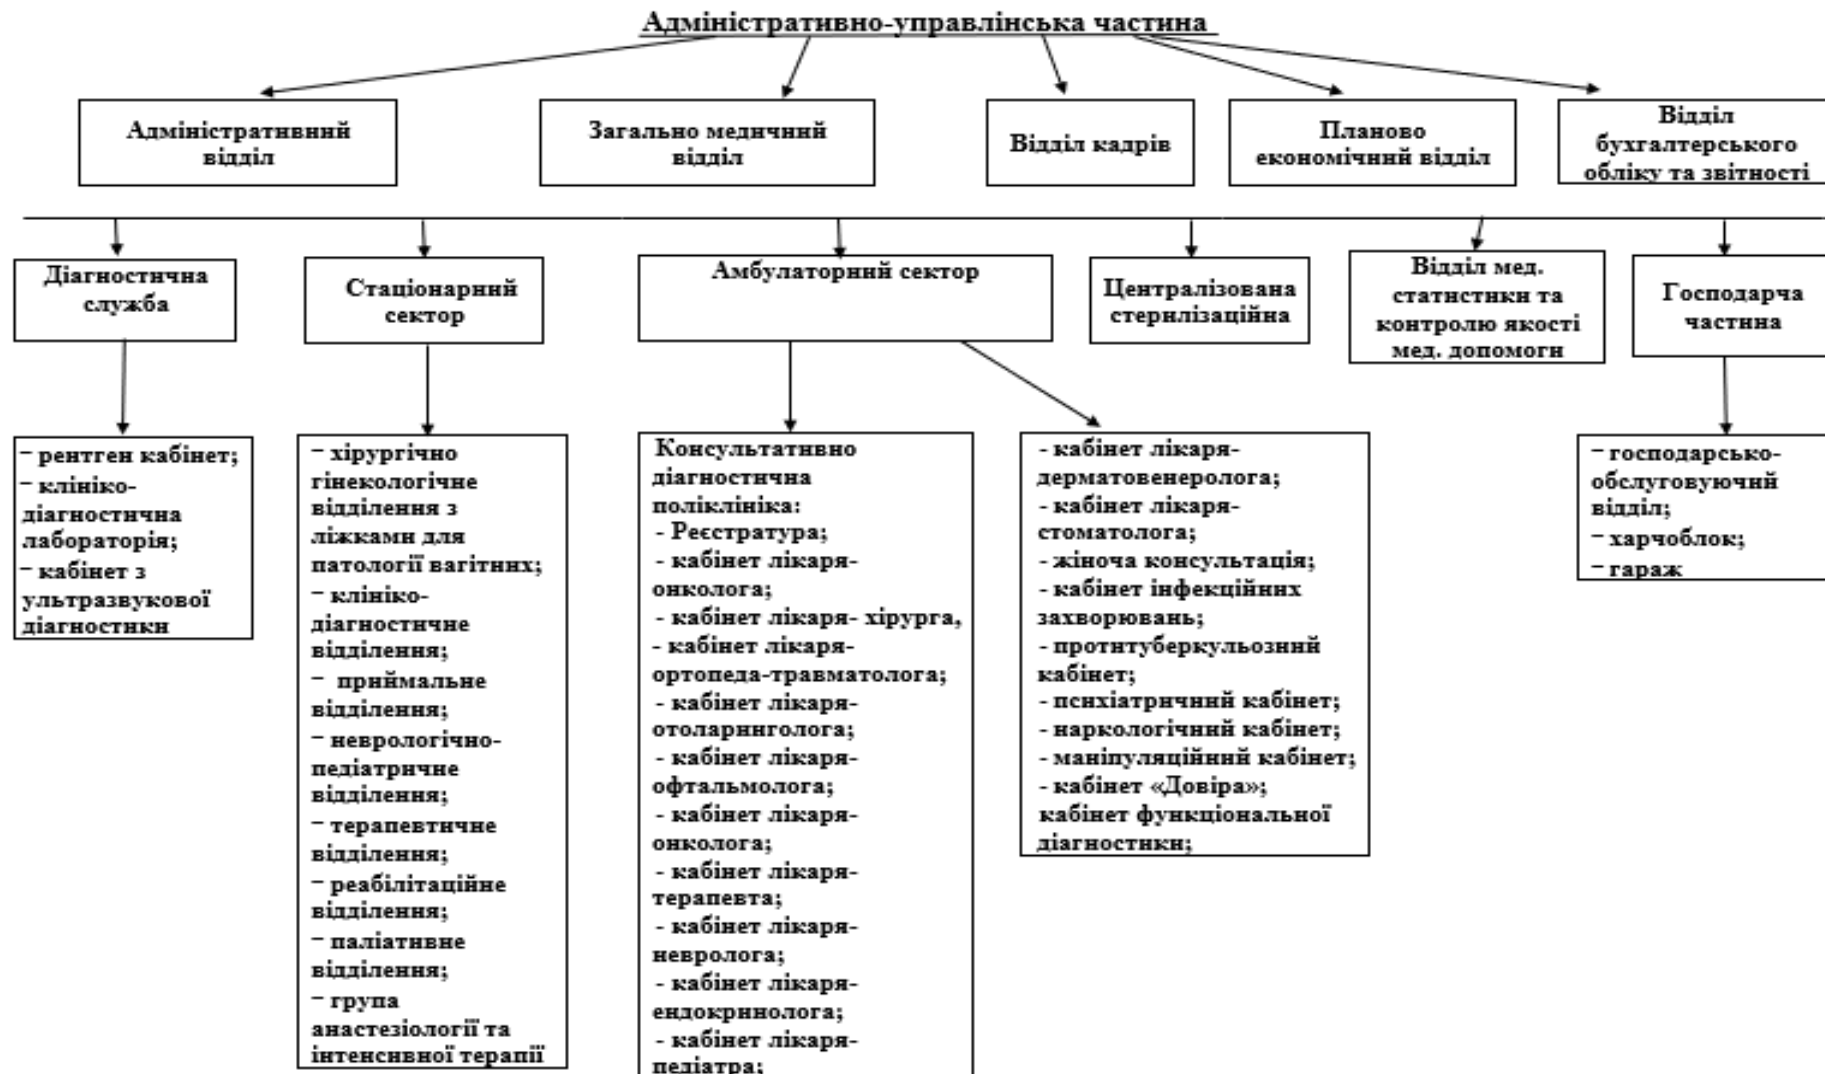 Адміністративно-управлінська частина
Адміністративний
відділ
Загально медичний
відділ
Відділ кадрів
Планово
економічний відділ
Відділ
бухгалтерського
обліку та звітності
Діагностична
служба
Стаціонарний
сектор
Амбулаторний сектор
Централізована
стерилізаційна
Відділ мед.
статистики та
контролю якості
мед. допомоги
Господарча
частина
– рентген кабінет;
– клініко-
діагностична
лабораторія;
– кабінет з
ультразвукової
діагностики
– хірургічно
гінекологічне
відділення з
ліжками для
патології вагітних;
– клініко-
діагностичне
відділення;
– приймальне
відділення;
– неврологічно-
педіатричне
відділення;
– терапевтичне
відділення;
– реабілітаційне
відділення;
– паліативне
відділення;
– група
анастезіології та
інтенсивної терапії
Консультативно
діагностична
поліклініка:
- Реєстратура;
- кабінет лікаря-
онколога;
- кабінет лікаря- хірурга,
- кабінет лікаря-
ортопеда-травматолога;
- кабінет лікаря-
отоларинголога;
- кабінет лікаря-
офтальмолога;
- кабінет лікаря-
онколога;
- кабінет лікаря-
терапевта;
- кабінет лікаря-
невролога;
- кабінет лікаря-
ендокринолога;
- кабінет лікаря-
педіатра;
- кабінет лікаря-
дерматовенеролога;
- кабінет лікаря-
стоматолога;
- жіноча консультація;
- кабінет інфекційних
захворювань;
- протитуберкульозний
кабінет;
- психіатричний кабінет;
- наркологічний кабінет;
- маніпуляційний кабінет;
- кабінет «Довіра»;
кабінет функціональної
діагностики;
– господарсько-
обслуговуючий
відділ;
– харчоблок;
– гараж